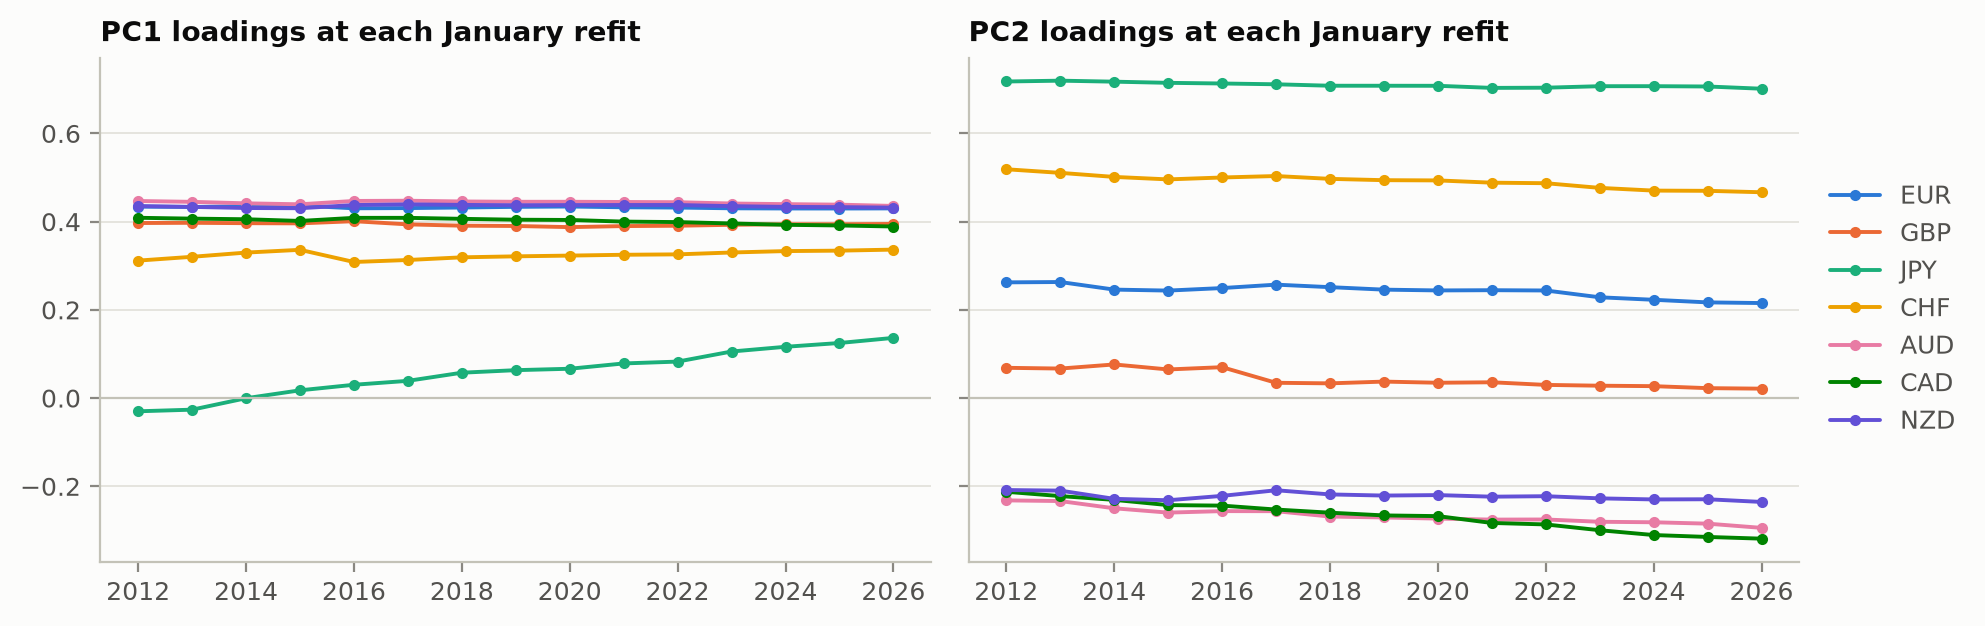 PC1 loadings at each January refit
PC2 loadings at each January refit
0.6
0.4
0.2
0.0
−0.2
2012 2014 2016 2018 2020 2022 2024 2026
2012 2014 2016 2018 2020 2022 2024 2026
EUR
GBP
JPY
CHF
AUD
CAD
NZD